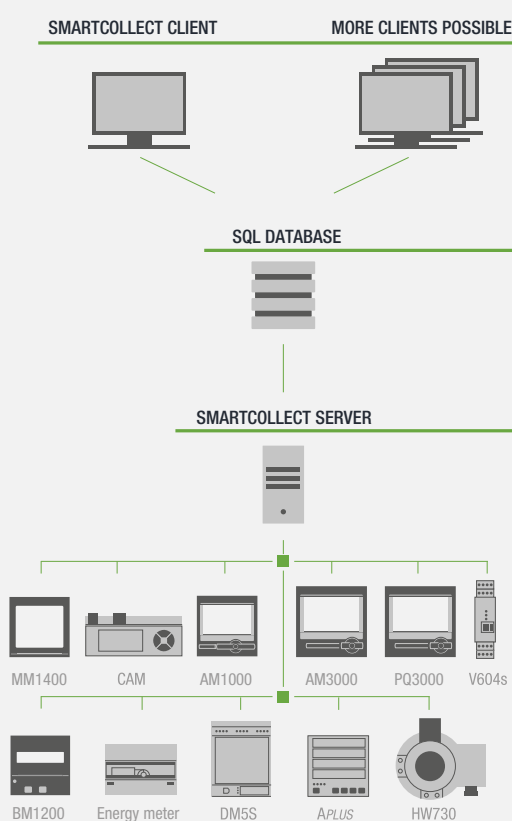 SMARTCOLLECT CLIENT
MORE CLIENTS POSSIBLE
SQL DATABASE
SMARTCOLLECT SERVER
MM1400 CAM AM1000 AM3000 PQ3000 V604s
BM1200 Energy meter DM5S APLUS HW730